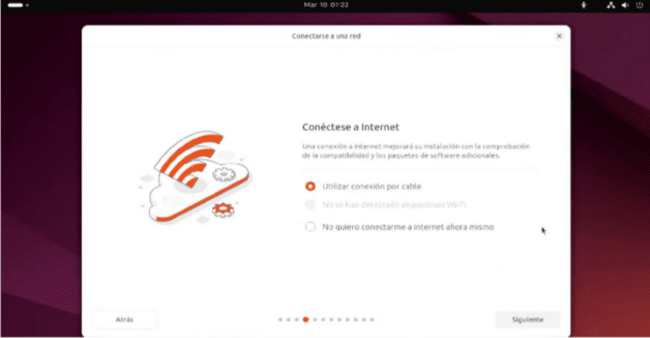 Mar 10 01:22
Conectarse a una red
Conéctese a Internet
Una conexión a Internet mejorará su instalación con la comprobación
de la compatibilidad y los paquetes de software adicionales.
Utilizar conexión por cable
No se han detectado dispositivos Wi-Fi
No quiero conectarme a internet ahora mismo
Atrás
Siguiente